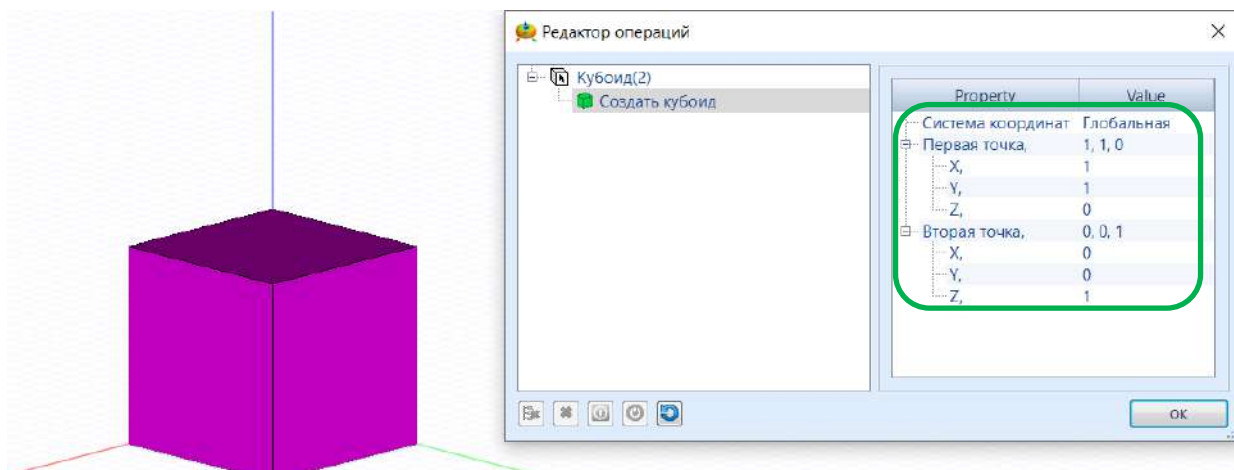 Редактор операций
Кубоид(2)
Создать кубоид
Property Value
Система координат Глобальная
Первая точка, 1, 1, 0
X, 1
Y, 1
Z, 0
Вторая точка, 0, 0, 1
X, 0
Y, 0
Z, 1
OK